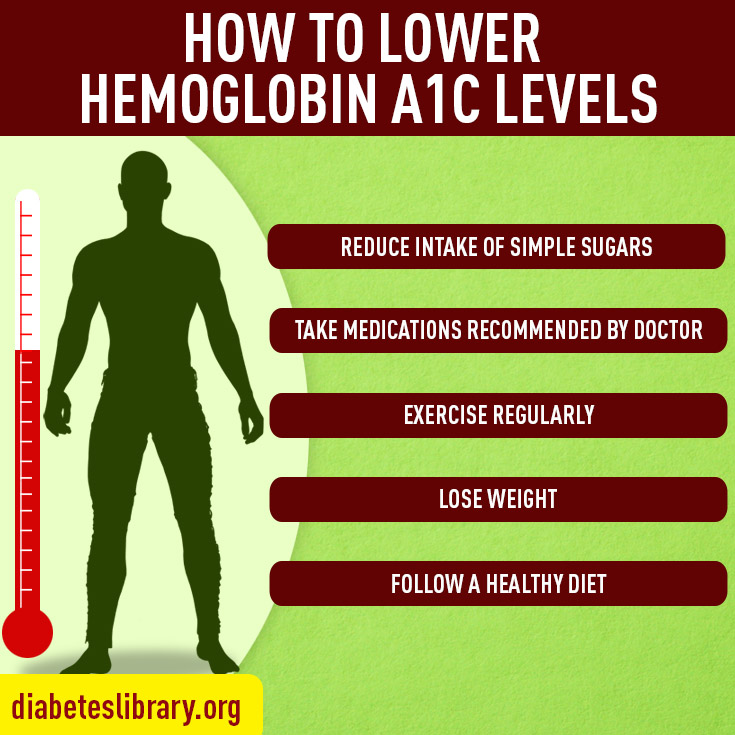 HOW TO LOWER
HEMOGLOBIN A1C LEVELS
REDUCE INTAKE OF SIMPLE SUGARS
TAKE MEDICATIONS RECOMMENDED BY DOCTOR
EXERCISE REGULARLY
LOSE WEIGHT
FOLLOW A HEALTHY DIET
diabeteslibrary.org